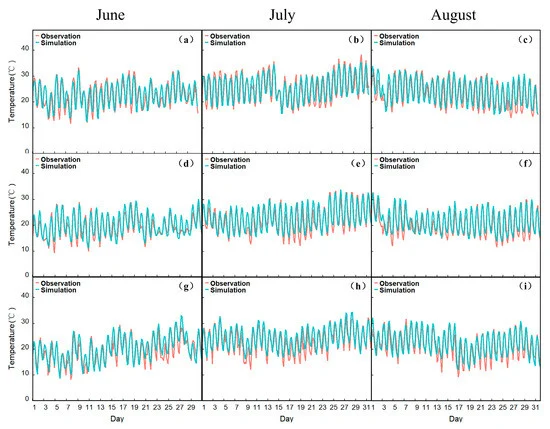 June July August
Observation (a) Observation (b) Observation (c)
Simulation Simulation Simulation
Temperature(℃)
40
30
20
10
0
Observation (d) Observation (e) Observation (f)
Simulation Simulation Simulation
Temperature(℃)
40
30
20
10
0
Observation (g) Observation (h) Observation (i)
Simulation Simulation Simulation
Temperature(℃)
40
30
20
10
0
1 3 5 7 9 11 13 15 17 19 21 23 25 27 29 1 3 5 7 9 11 13 15 17 19 21 23 25 27 29 31 1 3 5 7 9 11 13 15 17 19 21 23 25 27 29 31
Day Day Day